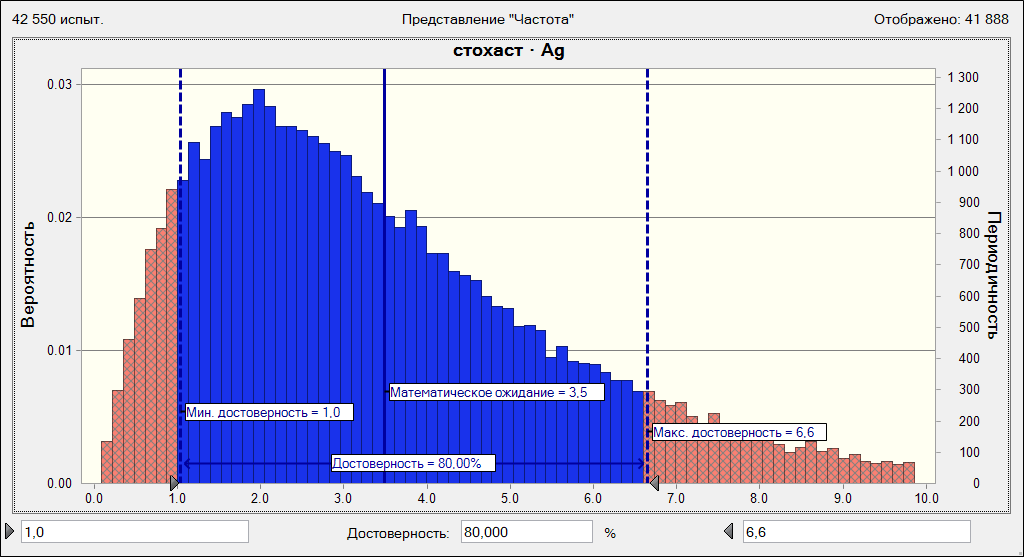 42 550 испыт.
Представление "Частота"
Отображено: 41 888
стохаст · Ag
Вероятность
0.03
0.02
0.01
0.00
1 300
1 200
1 100
1 000
900
800
700
600
500
400
300
200
100
0
Периодичность
Математическое ожидание = 3,5
Мин. достоверность = 1,0
Макс. достоверность = 6,6
Достоверность = 80,00%
0.0 1.0 2.0 3.0 4.0 5.0 6.0 7.0 8.0 9.0 10.0
1,0
Достоверность: 80,000 %
6,6